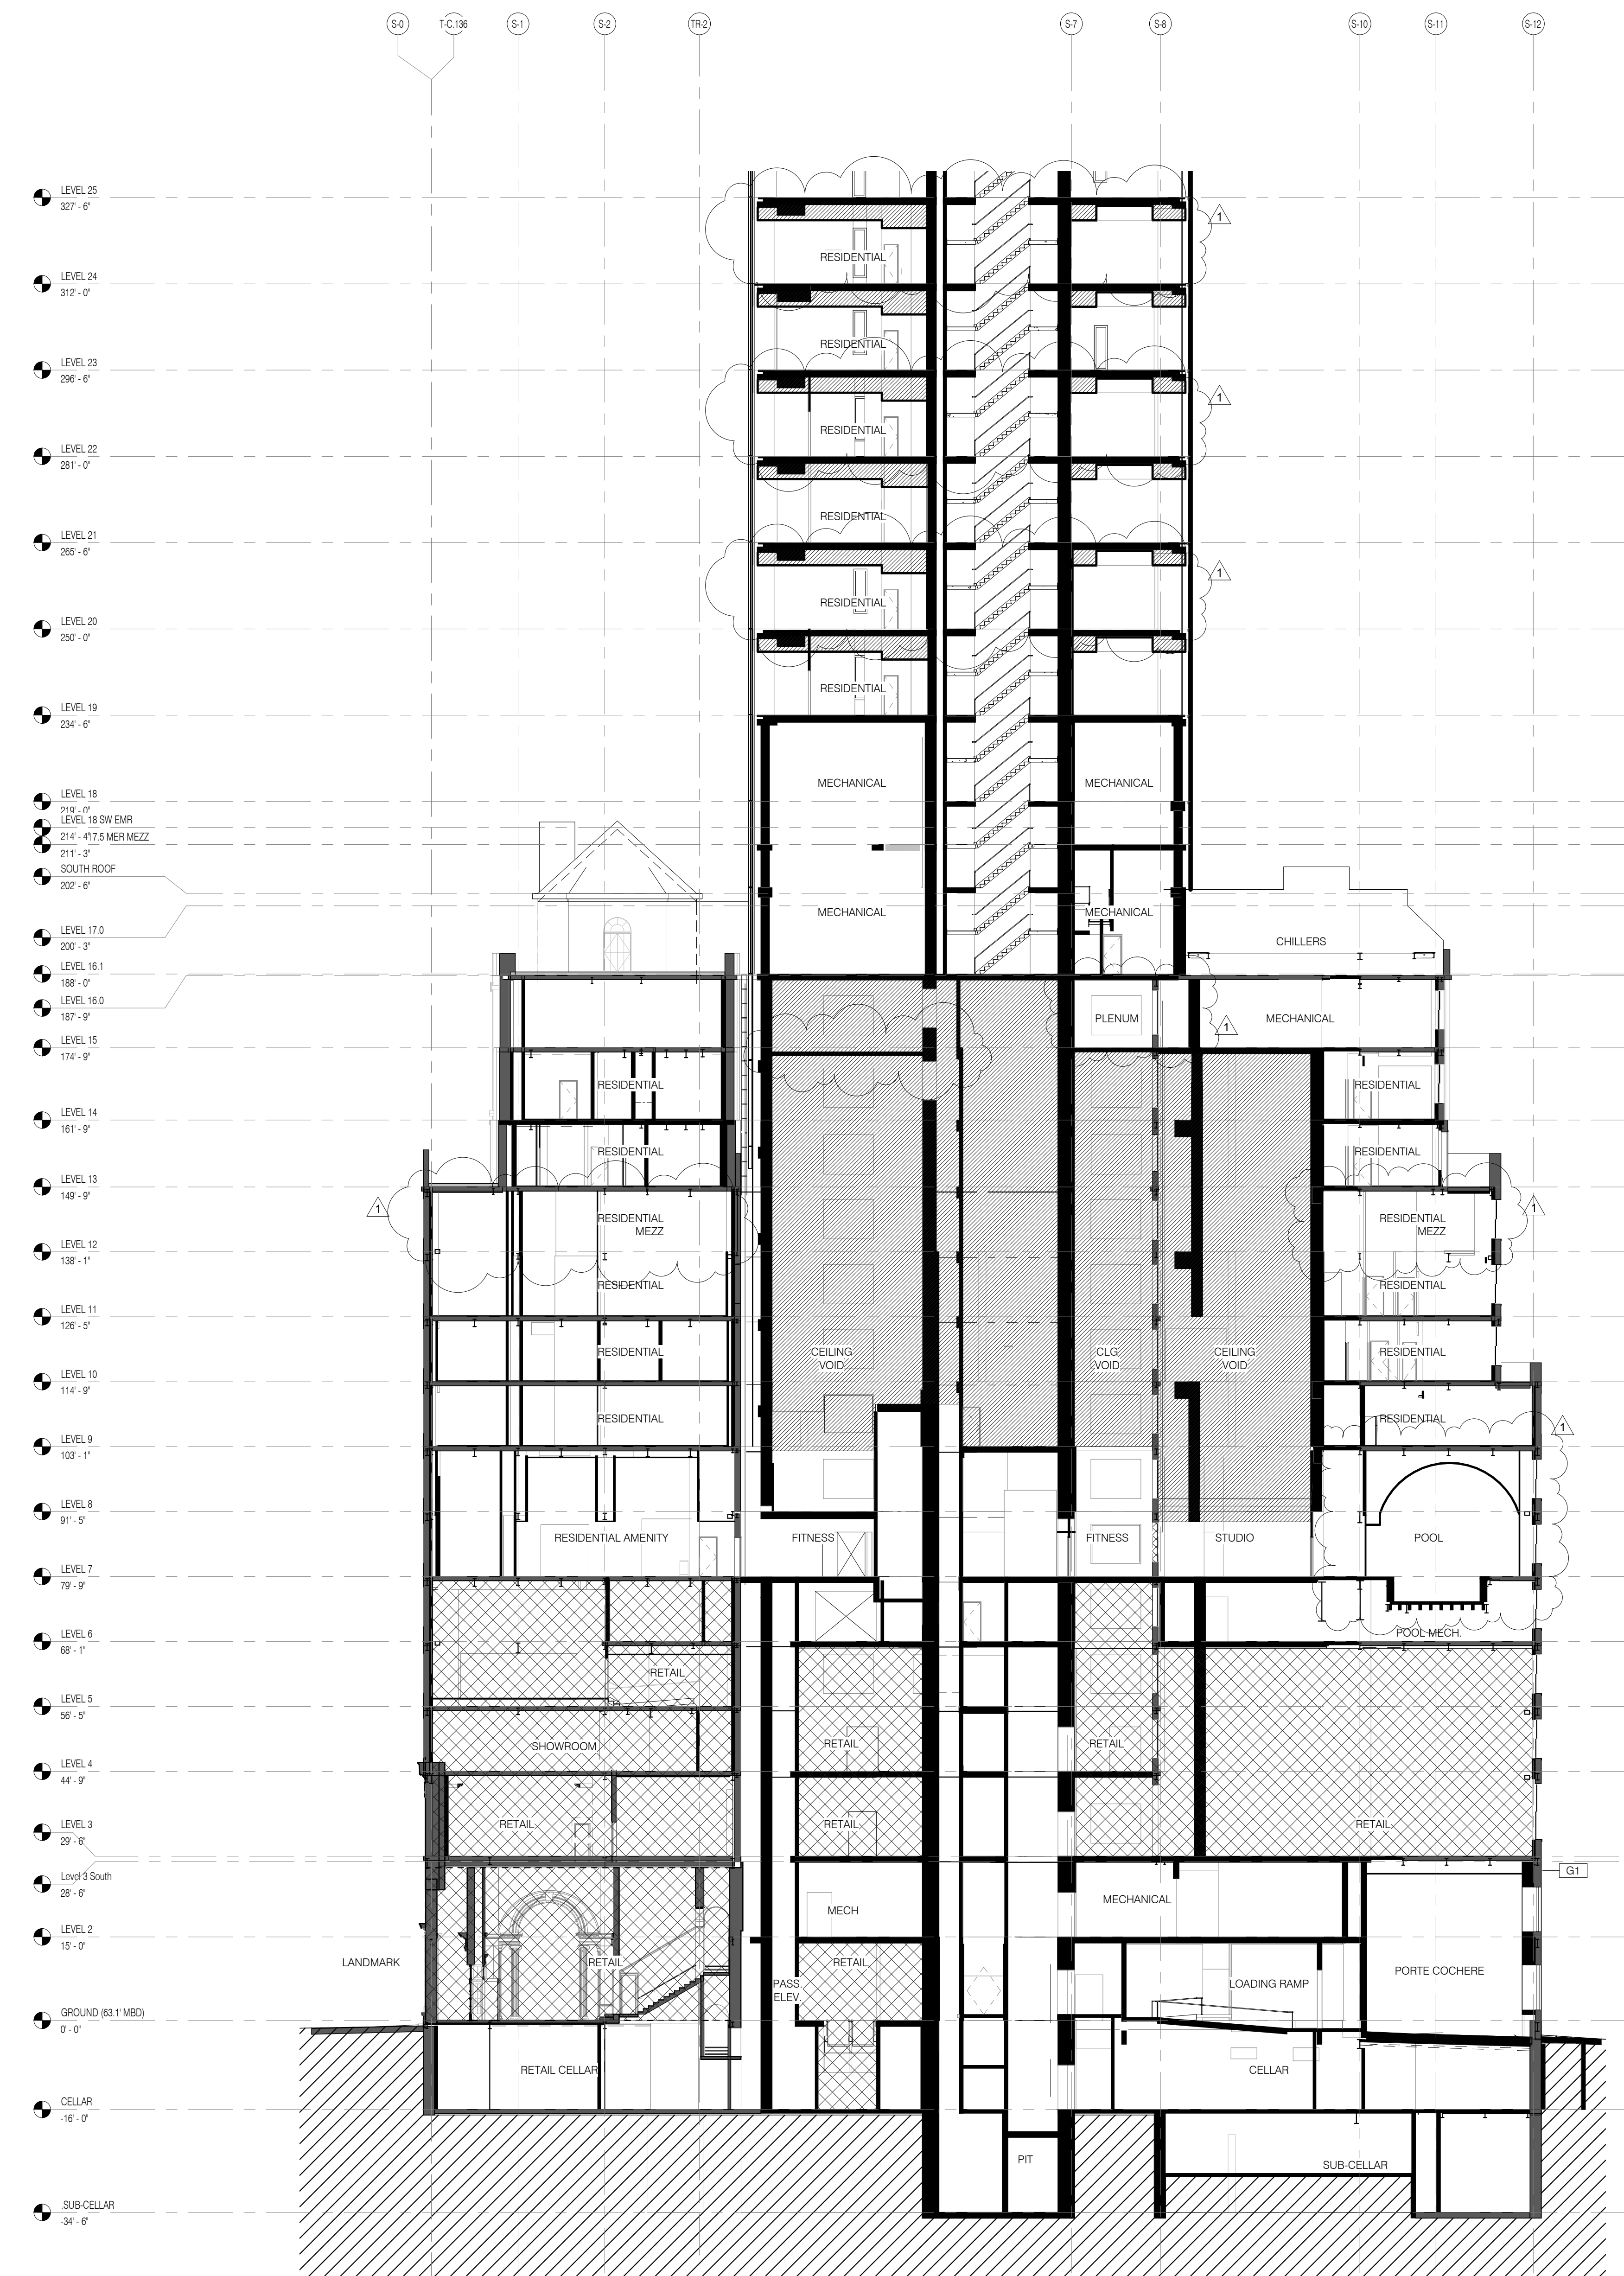 S-0
T-C.136
S-1
S-2
TR-2
S-7
S-8
S-10
S-11
S-12
LEVEL 25
327' - 6"
1
RESIDENTIAL
LEVEL 24
312' - 0"
RESIDENTIAL
LEVEL 23
296' - 6"
1
RESIDENTIAL
LEVEL 22
281' - 0"
RESIDENTIAL
LEVEL 21
265' - 6"
1
RESIDENTIAL
LEVEL 20
250' - 0"
RESIDENTIAL
LEVEL 19
234' - 6"
MECHANICAL
MECHANICAL
LEVEL 18
219' - 0"
LEVEL 18 SW EMR
214' - 4"
7.5 MER MEZZ
211' - 3"
SOUTH ROOF
202' - 6"
MECHANICAL
MECHANICAL
LEVEL 17.0
200' - 3"
CHILLERS
LEVEL 16.1
188' - 0"
LEVEL 16.0
187' - 9"
PLENUM
1
MECHANICAL
LEVEL 15
174' - 9"
RESIDENTIAL
RESIDENTIAL
LEVEL 14
161' - 9"
RESIDENTIAL
RESIDENTIAL
LEVEL 13
149' - 9"
1
RESIDENTIAL
MEZZ
RESIDENTIAL
MEZZ
1
LEVEL 12
138' - 1"
RESIDENTIAL
RESIDENTIAL
LEVEL 11
126' - 5"
RESIDENTIAL
CEILING
VOID
CLG
VOID
CEILING
VOID
RESIDENTIAL
LEVEL 10
114' - 9"
RESIDENTIAL
RESIDENTIAL
1
LEVEL 9
103' - 1"
LEVEL 8
91' - 5"
RESIDENTIAL AMENITY
FITNESS
FITNESS
STUDIO
POOL
LEVEL 7
79' - 9"
POOL MECH.
LEVEL 6
68' - 1"
RETAIL
LEVEL 5
56' - 5"
SHOWROOM
RETAIL
RETAIL
LEVEL 4
44' - 9"
RETAIL
RETAIL
RETAIL
LEVEL 3
29' - 6"
G1
Level 3 South
28' - 6"
MECH
MECHANICAL
LEVEL 2
15' - 0"
LANDMARK
RETAIL
PASS.
ELEV.
RETAIL
LOADING RAMP
PORTE COCHERE
GROUND (63.1' MBD)
0' - 0"
RETAIL CELLAR
CELLAR
CELLAR
-16' - 0"
PIT
SUB-CELLAR
.SUB-CELLAR
-34' - 6"